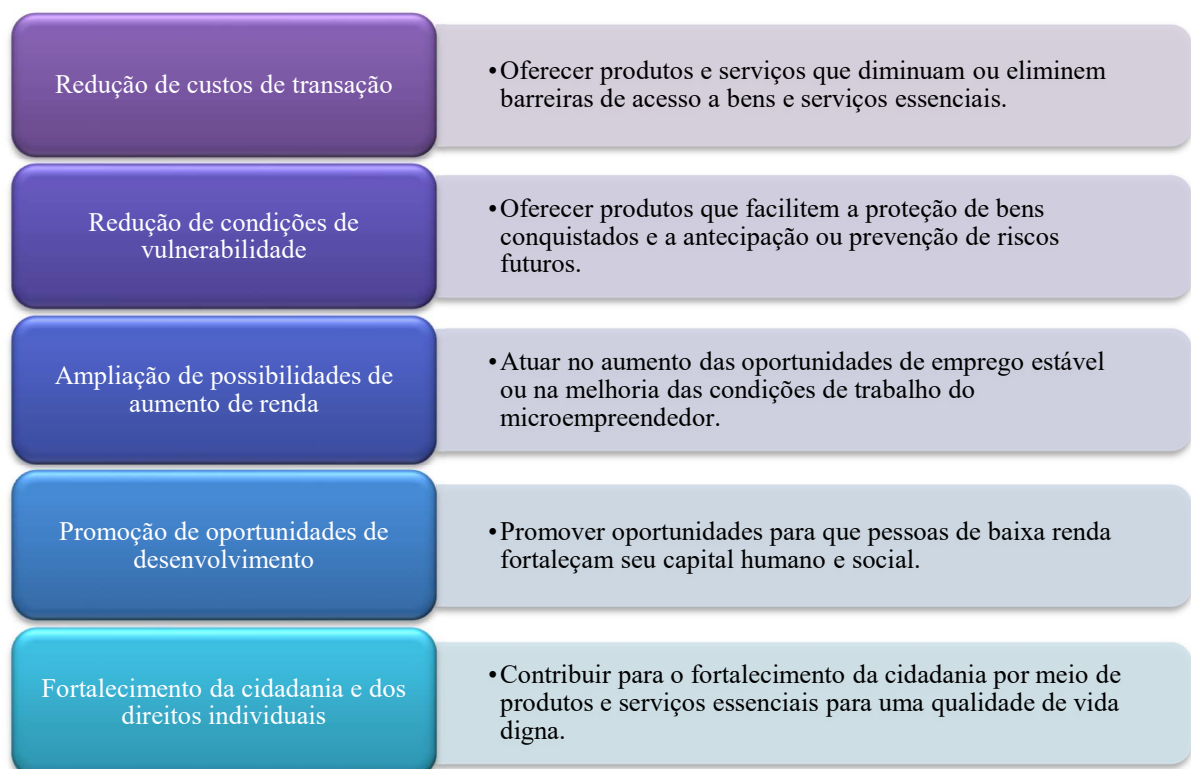 Redução de custos de transação
•Oferecer produtos e serviços que diminuam ou eliminem
barreiras de acesso a bens e serviços essenciais.
Redução de condições de
vulnerabilidade
•Oferecer produtos que facilitem a proteção de bens
conquistados e a antecipação ou prevenção de riscos
futuros.
Ampliação de possibilidades de
aumento de renda
•Atuar no aumento das oportunidades de emprego estável
ou na melhoria das condições de trabalho do
microempreendedor.
Promoção de oportunidades de
desenvolvimento
•Promover oportunidades para que pessoas de baixa renda
fortaleçam seu capital humano e social.
Fortalecimento da cidadania e dos
direitos individuais
•Contribuir para o fortalecimento da cidadania por meio de
produtos e serviços essenciais para uma qualidade de vida
digna.